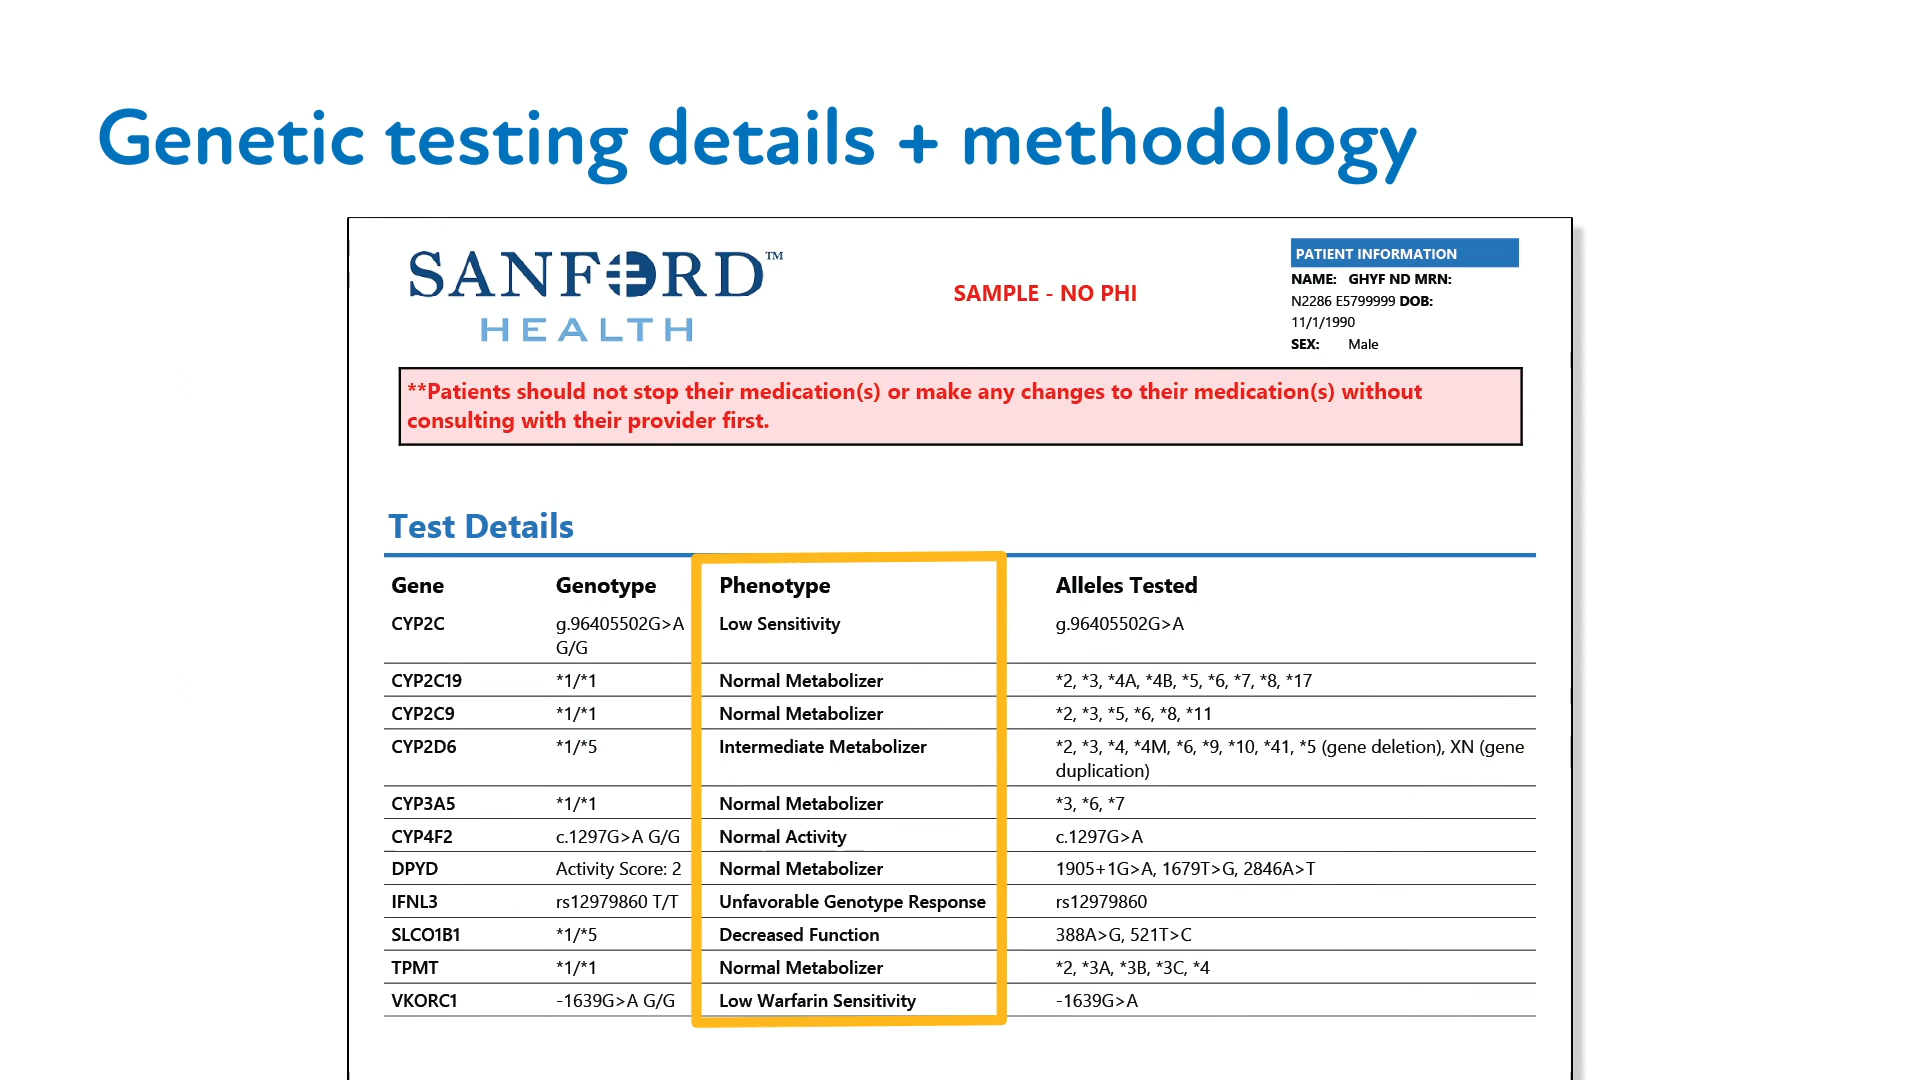 Genetic testing details + methodology
SANFORD™
HEALTH
SAMPLE - NO PHI
PATIENT INFORMATION
NAME: GHYF ND MRN:
N2286 E5799999 DOB:
11/1/1990
SEX: Male
**Patients should not stop their medication(s) or make any changes to their medication(s) without
consulting with their provider first.
Test Details
Gene Genotype Phenotype Alleles Tested
CYP2C g.96405502G>A Low Sensitivity g.96405502G>A
G/G
CYP2C19 *1/*1 Normal Metabolizer *2, *3, *4A, *4B, *5, *6, *7, *8, *17
CYP2C9 *1/*1 Normal Metabolizer *2, *3, *5, *6, *8, *11
CYP2D6 *1/*5 Intermediate Metabolizer *2, *3, *4, *4M, *6, *9, *10, *41, *5 (gene deletion), XN (gene
duplication)
CYP3A5 *1/*1 Normal Metabolizer *3, *6, *7
CYP4F2 c.1297G>A G/G Normal Activity c.1297G>A
DPYD Activity Score: 2 Normal Metabolizer 1905+1G>A, 1679T>G, 2846A>T
IFNL3 rs12979860 T/T Unfavorable Genotype Response rs12979860
SLCO1B1 *1/*5 Decreased Function 388A>G, 521T>C
TPMT *1/*1 Normal Metabolizer *2, *3A, *3B, *3C, *4
VKORC1 -1639G>A G/G Low Warfarin Sensitivity -1639G>A